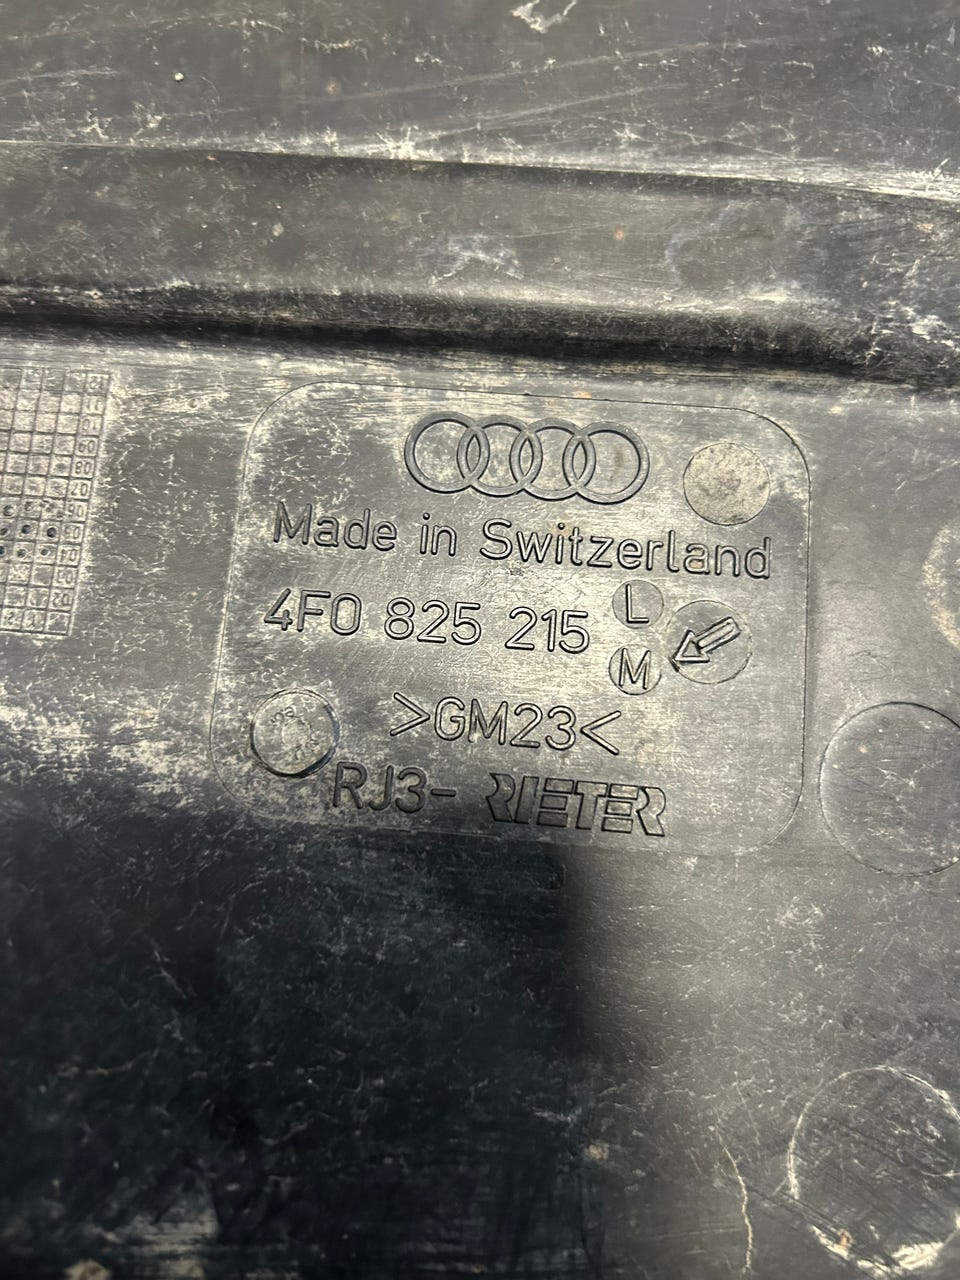 Made in Switzerland
4F0 825 215 L
M
>GM23<
RJ3- RIETER